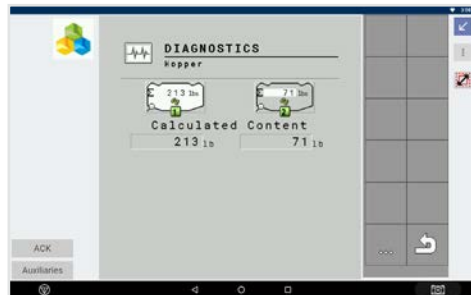 DIAGNOSTICS
Hopper
213 lbs
71 lbs
1
2
Calculated Content
213 lb
71 lb
ACK
...
Auxiliaries